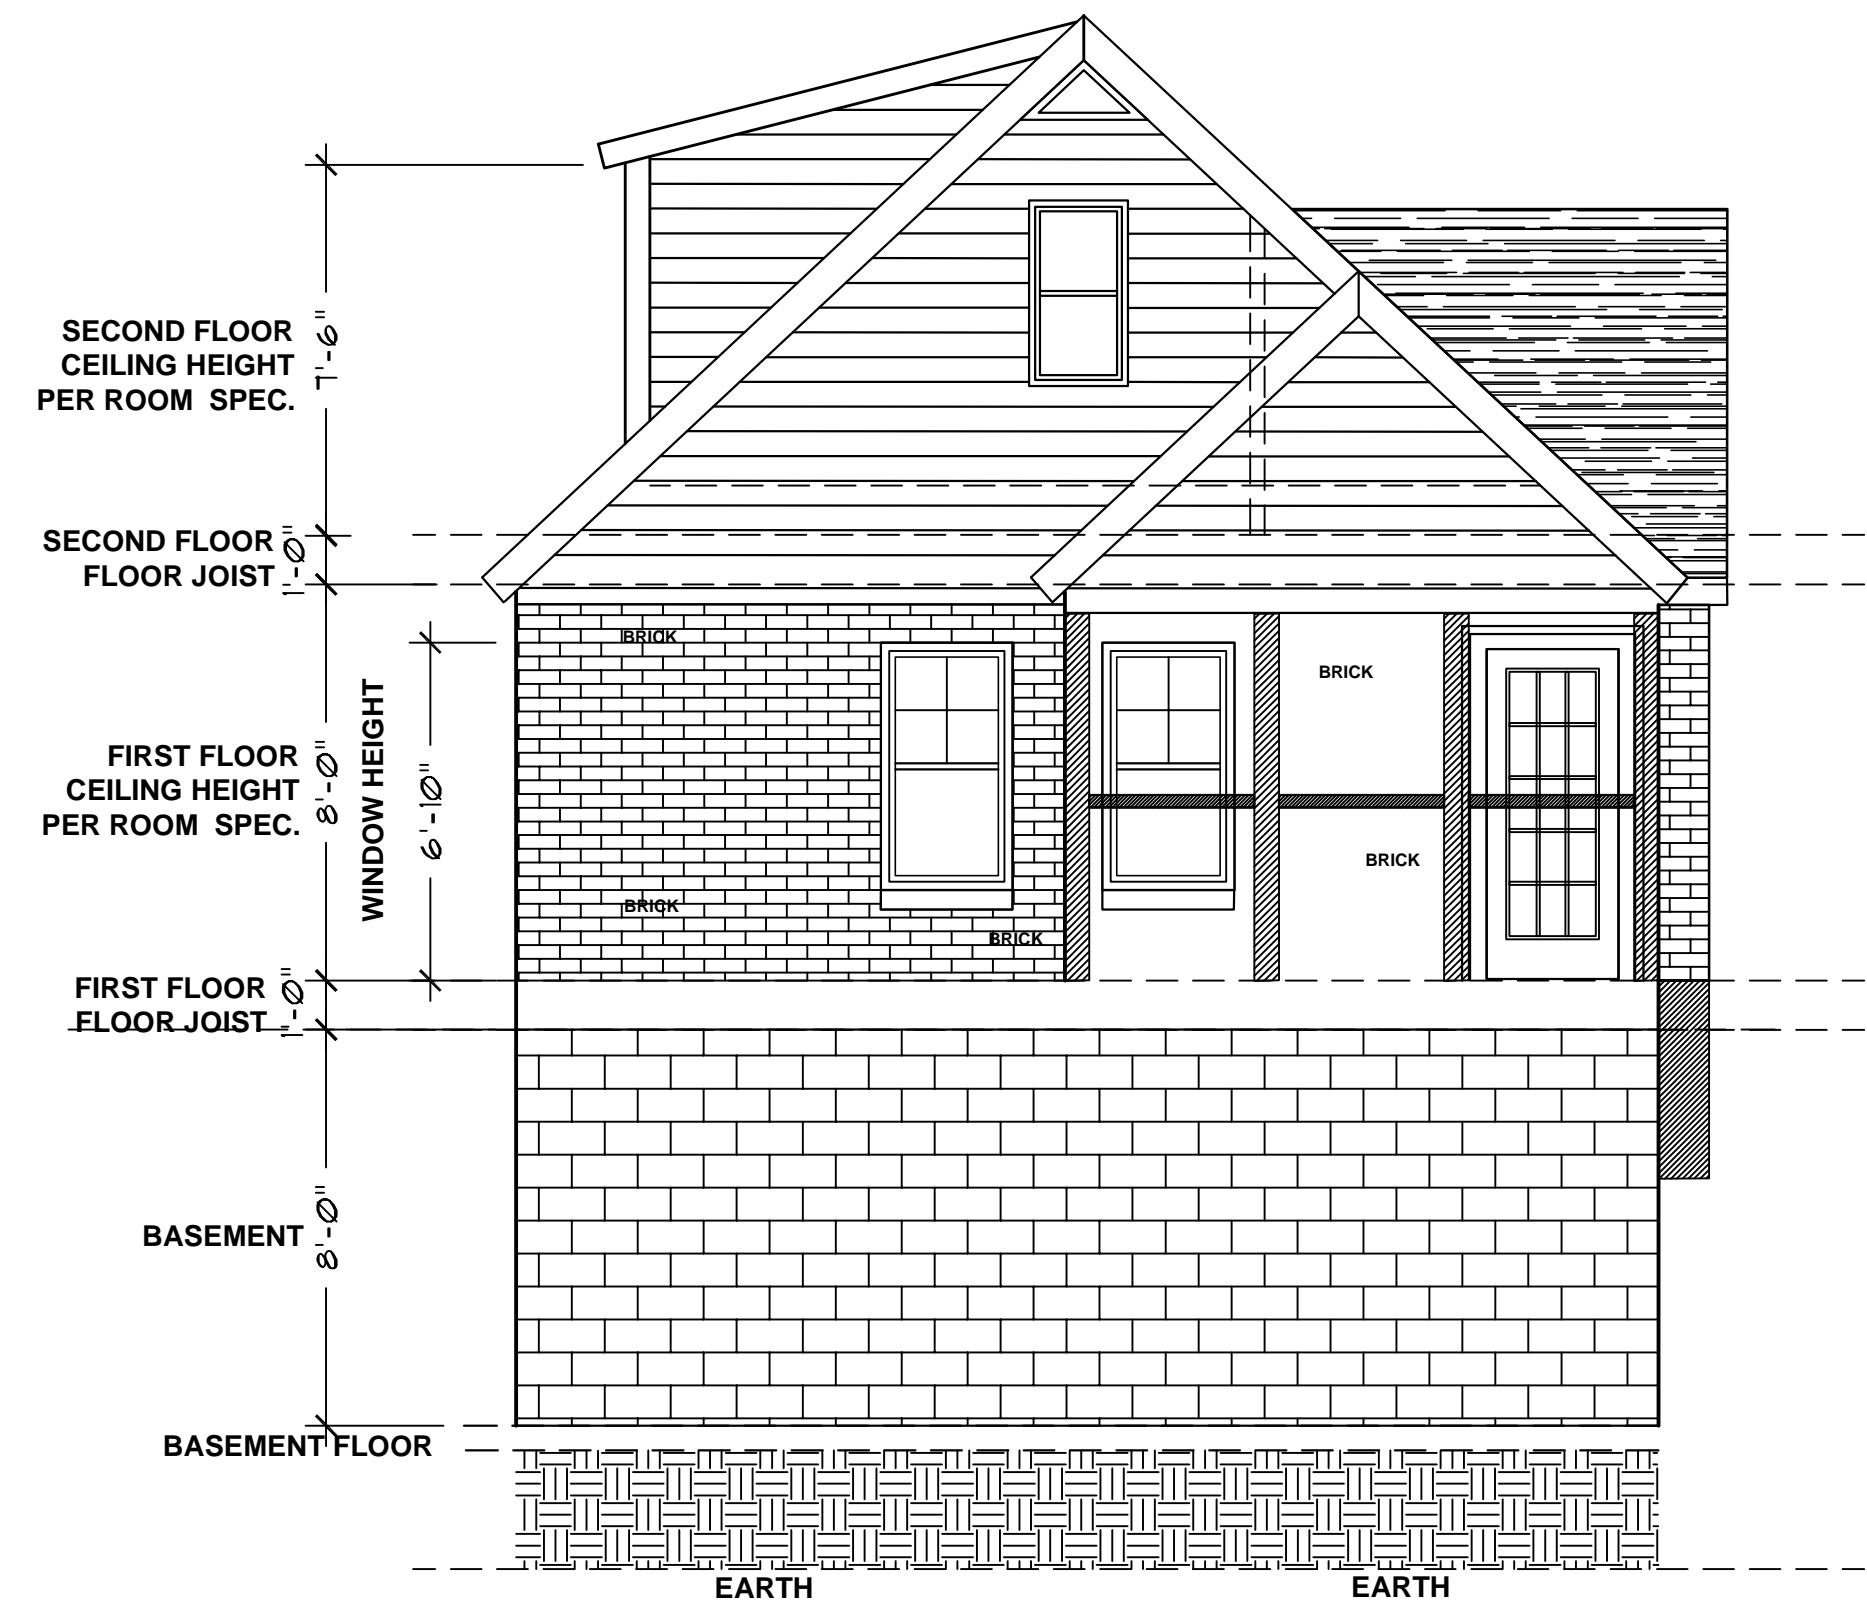 SECOND FLOOR
CEILING HEIGHT
PER ROOM SPEC.
7'-6"
SECOND FLOOR
FLOOR JOIST
1'-0"
FIRST FLOOR
CEILING HEIGHT
PER ROOM SPEC.
8'-0"
WINDOW HEIGHT
6'-10"
BRICK
BRICK
BRICK
BRICK
BRICK
FIRST FLOOR
FLOOR JOIST
1'-0"
BASEMENT
8'-0"
BASEMENT FLOOR
EARTH
EARTH